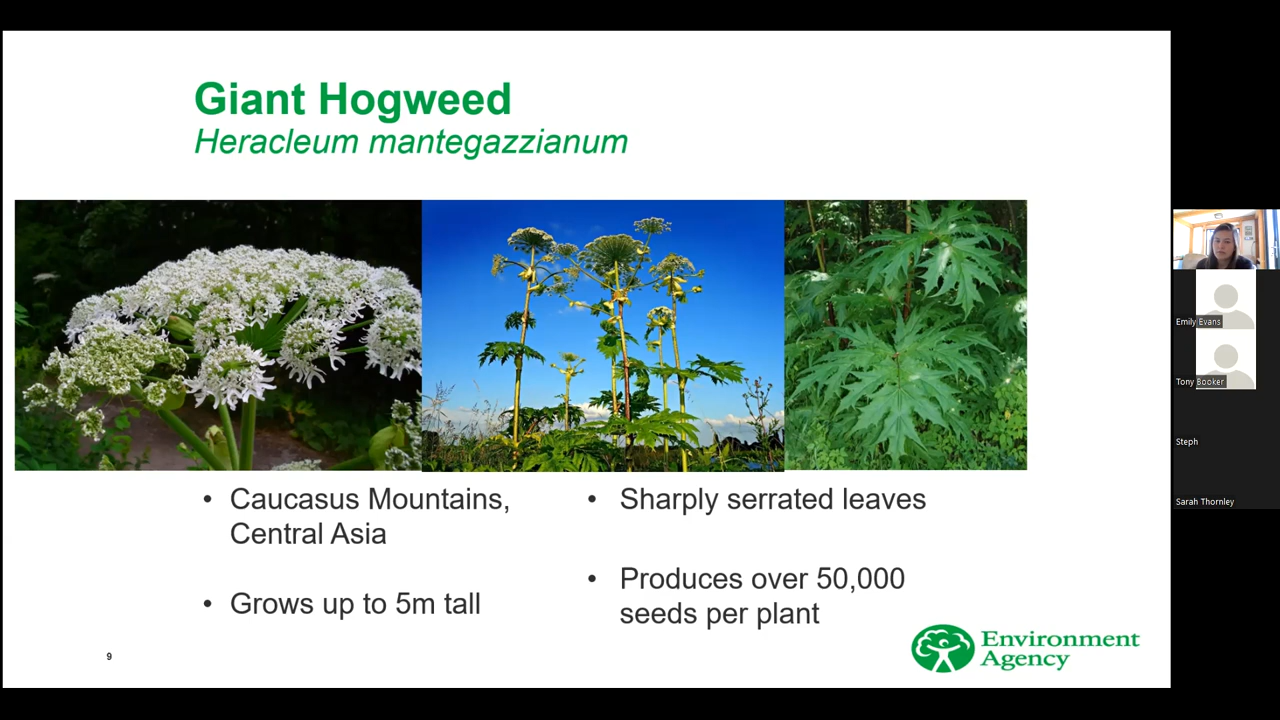 Giant Hogweed
Heracleum mantegazzianum
• Caucasus Mountains,
Central Asia
• Grows up to 5m tall
• Sharply serrated leaves
• Produces over 50,000
seeds per plant
9
Environment
Agency
Emily Evans
Tony Booker
Steph
Sarah Thornley